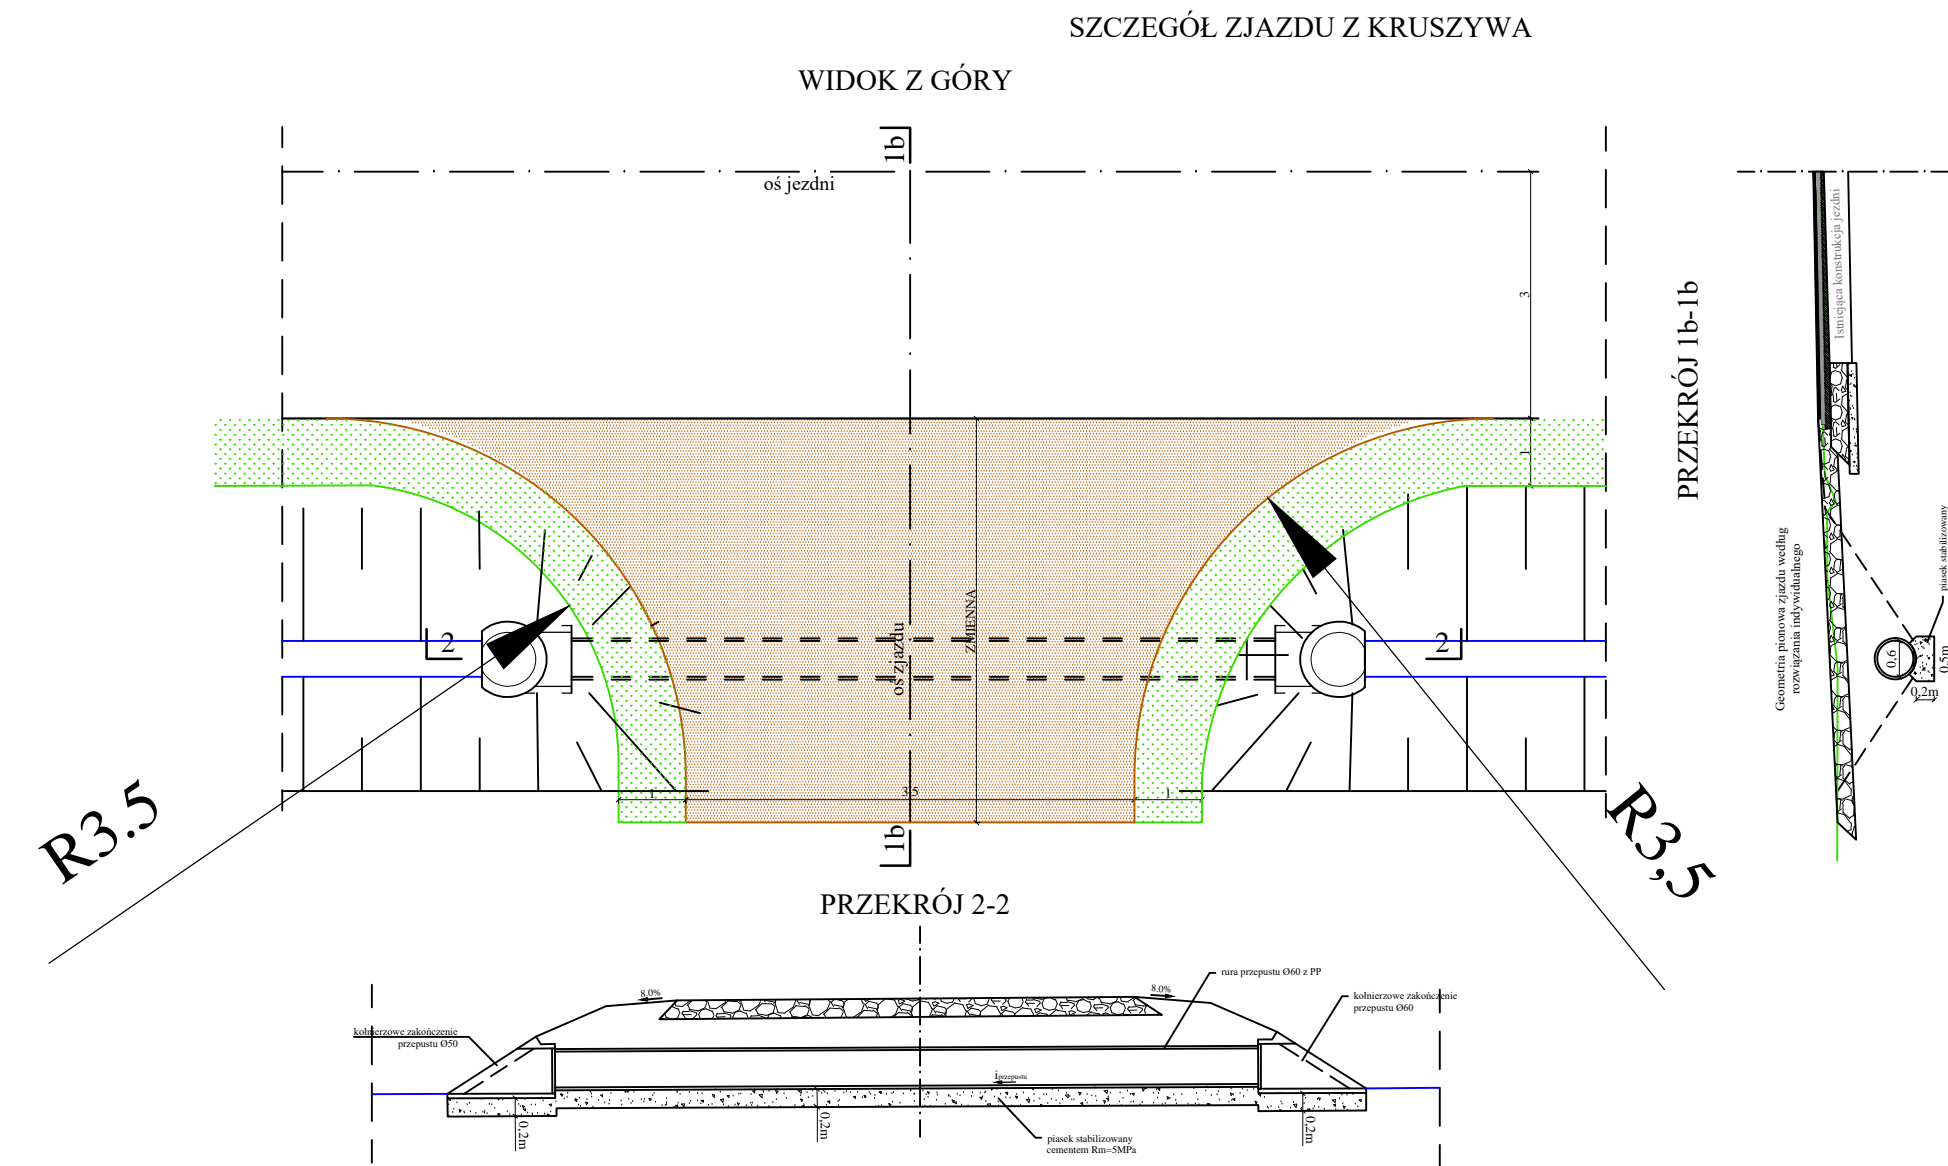 SZCZEGÓŁ ZJAZDU Z KRUSZYWA
WIDOK Z GÓRY
1b
oś jezdni
3
1
ZMIENNA
oś zjazdu
2
2
1
3.5
1
1b
R3.5
R3,5
PRZEKRÓJ 1b-1b
Istniejąca konstrukcja jezdni
Geometria pionowa zjazdu według
rozwiązania indywidualnego
piasek stabilizowany
0,6
0,5m
0,2m
PRZEKRÓJ 2-2
8.0%
8.0%
rura przepustu Ø60 z PP
kołnierzowe zakończenie
przepustu Ø60
kołnierzowe zakończenie
przepustu Ø50
i przepustu
0,2m
0,2m
0,2m
piasek stabilizowany
cementem Rm=5MPa